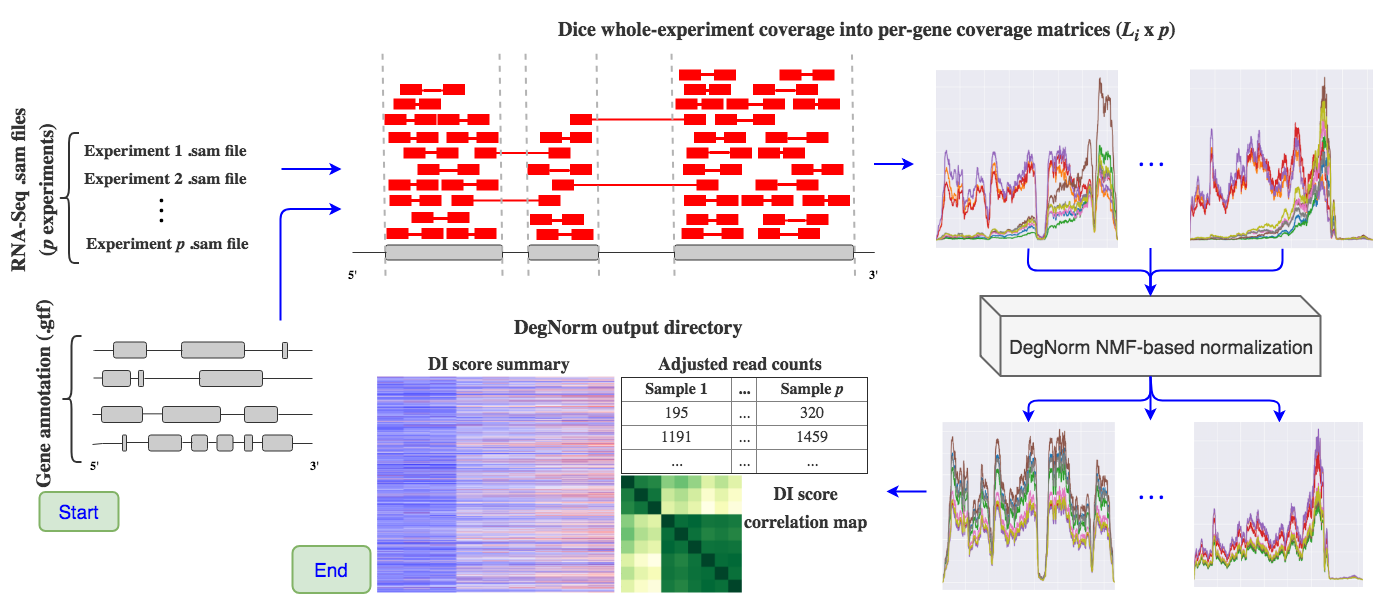 Dice whole-experiment coverage into per-gene coverage matrices (Li x p)
RNA-Seq .sam files
(p experiments)
Experiment 1 .sam file
Experiment 2 .sam file
⋮
Experiment p .sam file
5'
3'
...
Gene annotation (.gtf)
5'
3'
Start
DegNorm NMF-based normalization
...
DegNorm output directory
DI score summary
Adjusted read counts
Sample 1 ... Sample p
195 ... 320
1191 ... 1459
... ... ...
DI score
correlation map
End